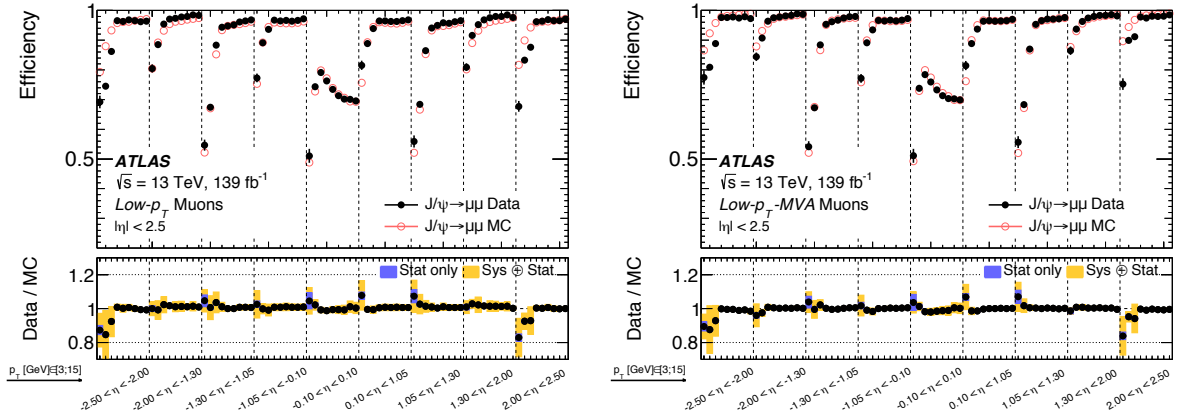 Efficiency
1
0.5
ATLAS
√s = 13 TeV, 139 fb⁻¹
Low-p_T Muons
|η| < 2.5
J/ψ→μμ Data
J/ψ→μμ MC
Data / MC
1.2
1
0.8
Stat only
Sys ⊕ Stat
p_T [GeV]∈[3;15]
-2.50 < η < -2.00
-2.00 < η < -1.30
-1.30 < η < -1.05
-1.05 < η < -0.10
-0.10 < η < 0.10
0.10 < η < 1.05
1.05 < η < 1.30
1.30 < η < 2.00
2.00 < η < 2.50
Efficiency
1
0.5
ATLAS
√s = 13 TeV, 139 fb⁻¹
Low-p_T-MVA Muons
|η| < 2.5
J/ψ→μμ Data
J/ψ→μμ MC
Data / MC
1.2
1
0.8
Stat only
Sys ⊕ Stat
p_T [GeV]∈[3;15]
-2.50 < η < -2.00
-2.00 < η < -1.30
-1.30 < η < -1.05
-1.05 < η < -0.10
-0.10 < η < 0.10
0.10 < η < 1.05
1.05 < η < 1.30
1.30 < η < 2.00
2.00 < η < 2.50